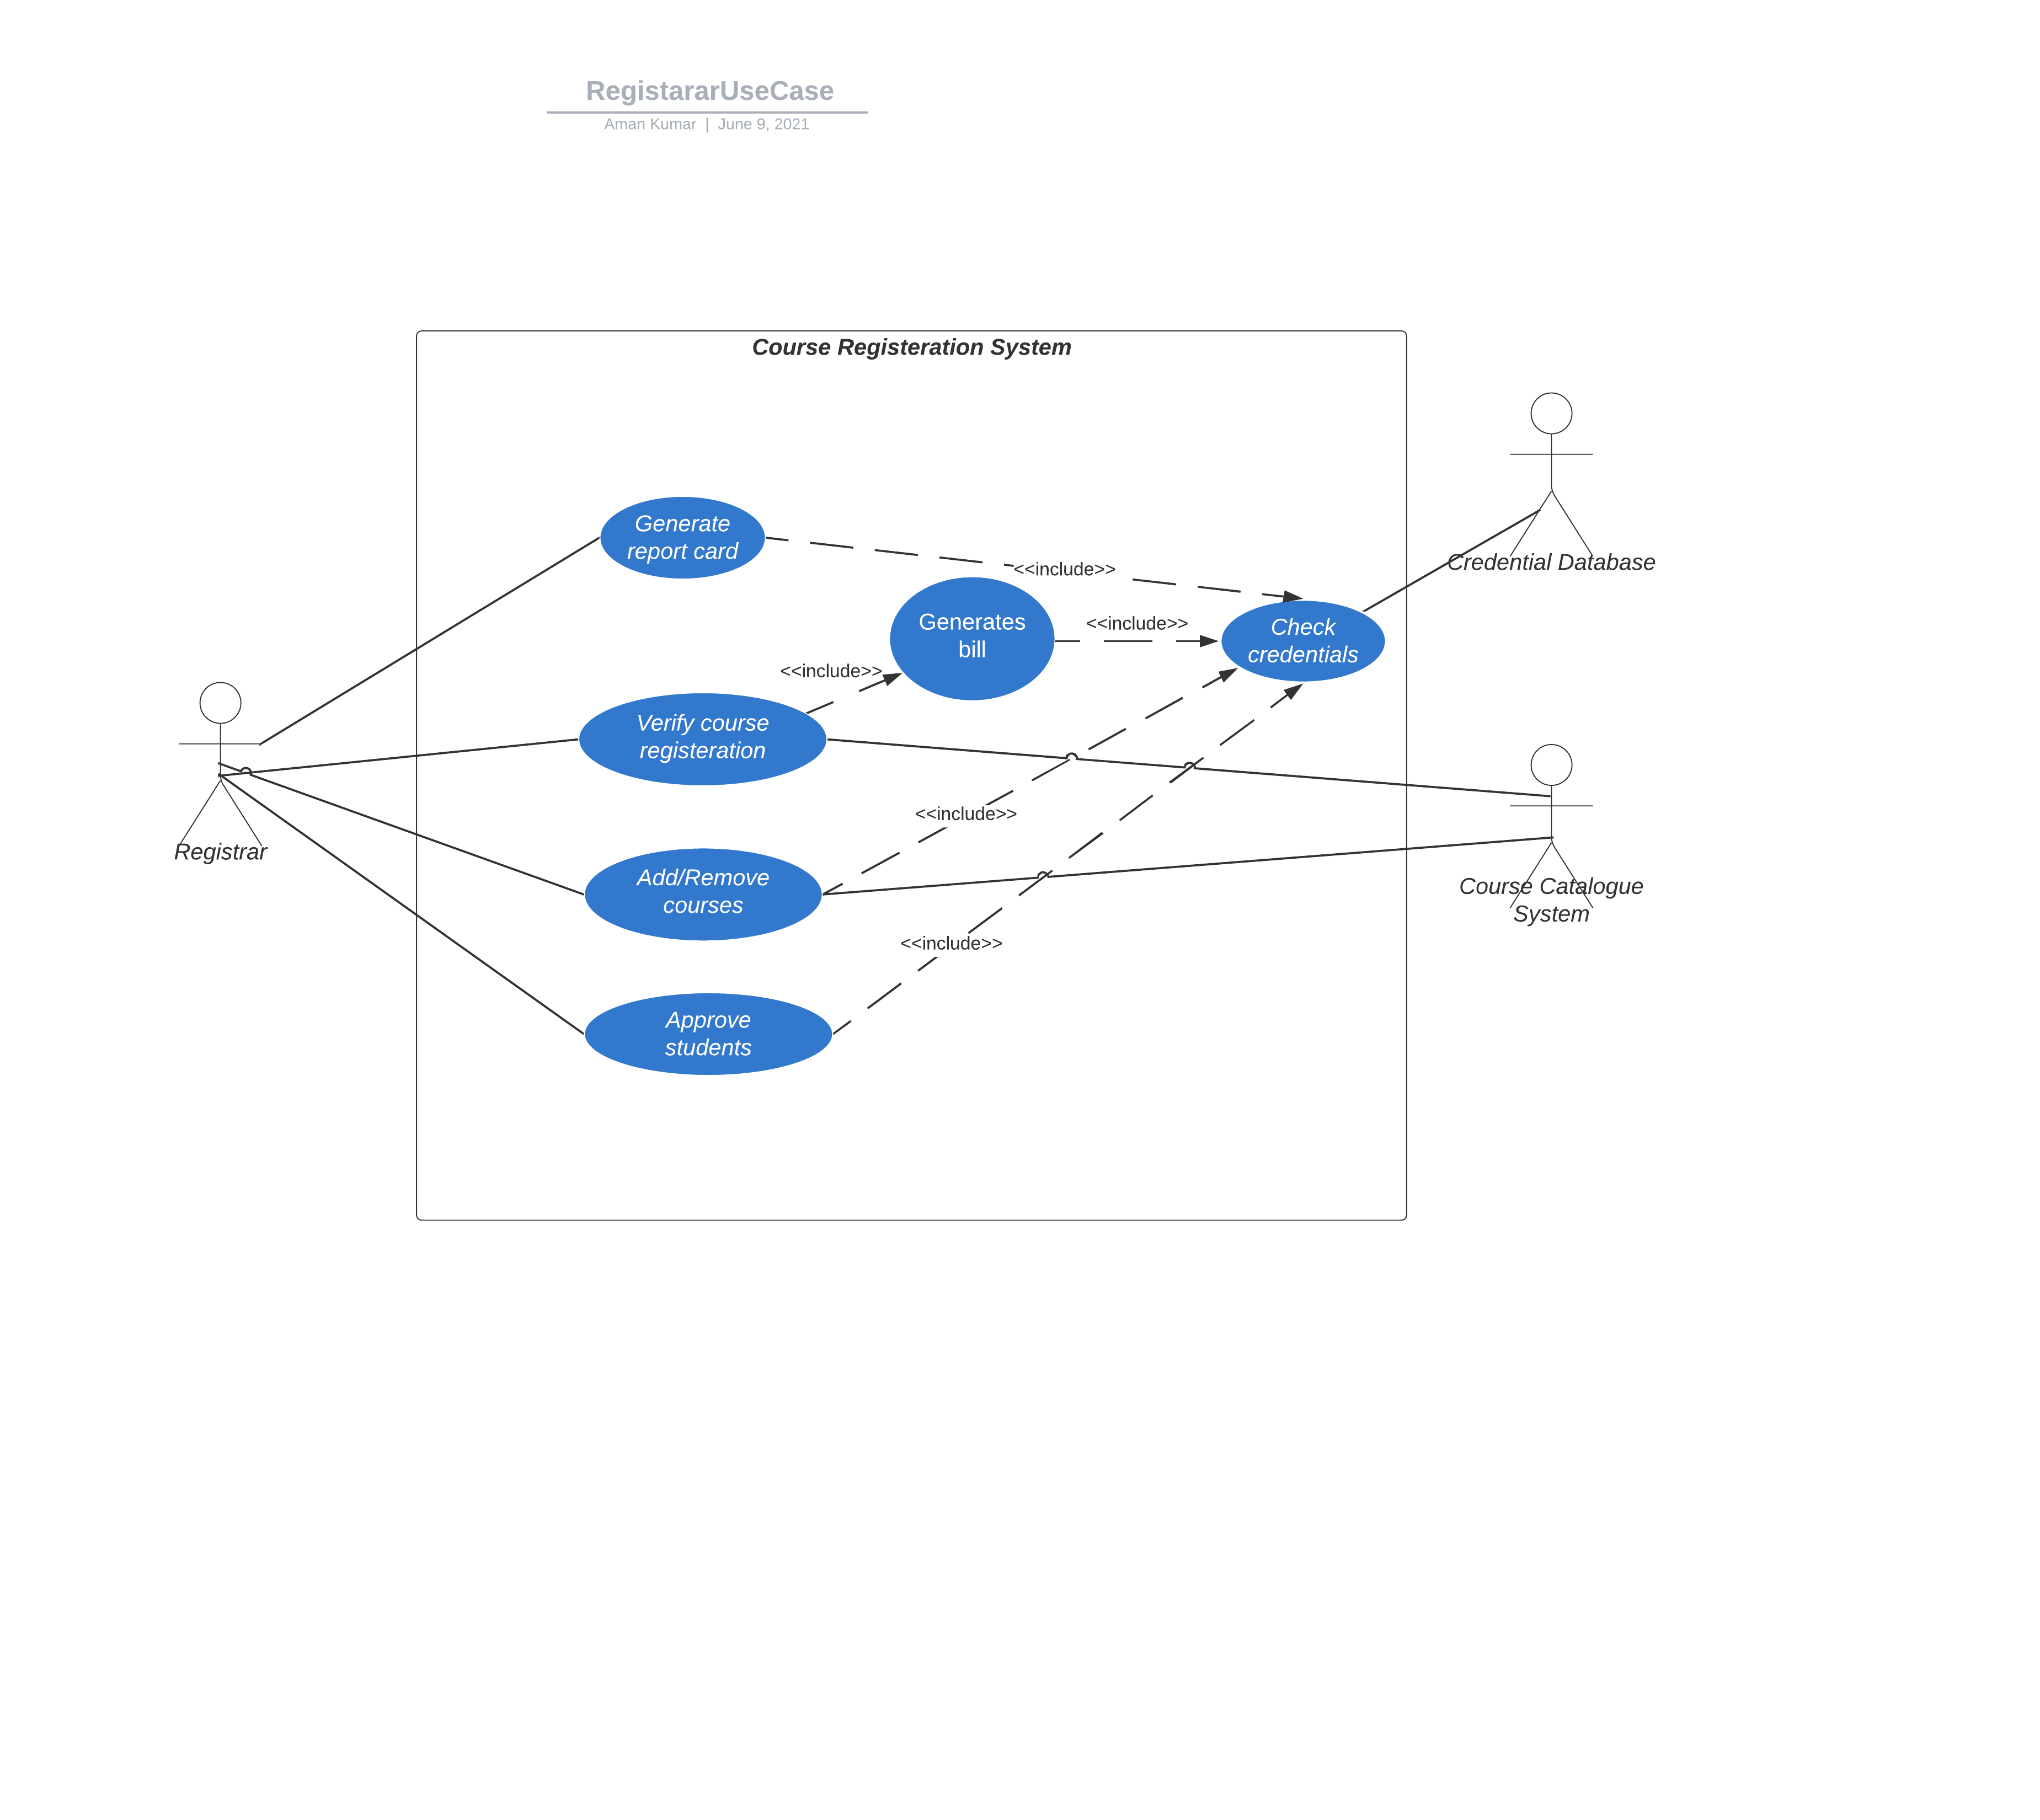 RegistararUseCase
Aman Kumar | June 9, 2021
Course Registeration System
Generate
report card
<<include>>
Credential Database
Generates
bill
<<include>>
Check
credentials
<<include>>
Verify course
registeration
<<include>>
Registrar
Add/Remove
courses
Course Catalogue
System
<<include>>
Approve
students